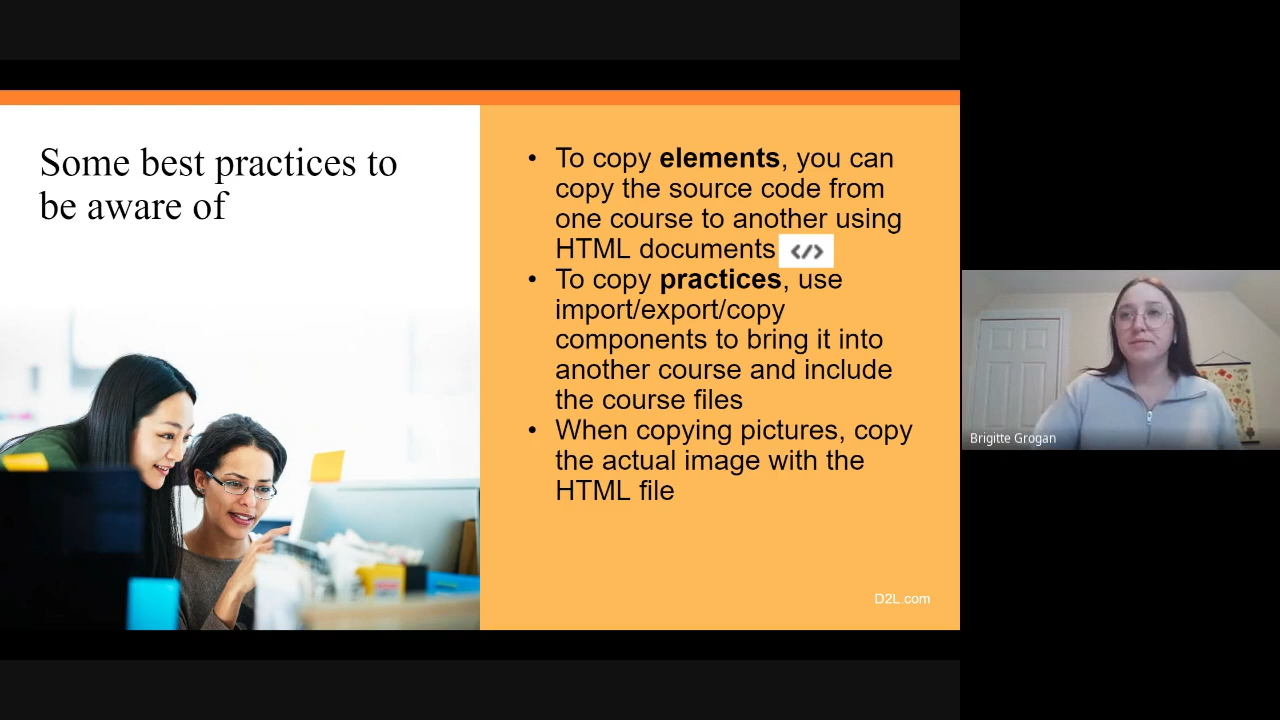 Some best practices to
be aware of
• To copy elements, you can
copy the source code from
one course to another using
HTML documents </>
• To copy practices, use
import/export/copy
components to bring it into
another course and include
the course files
• When copying pictures, copy
the actual image with the
HTML file
D2L.com
Brigitte Grogan